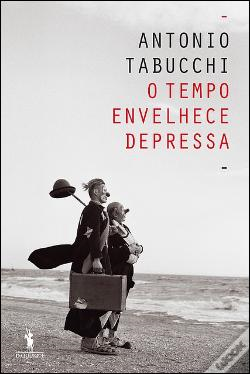 ANTONIO
TABUCCHI
O TEMPO
ENVELHECE
DEPRESSA